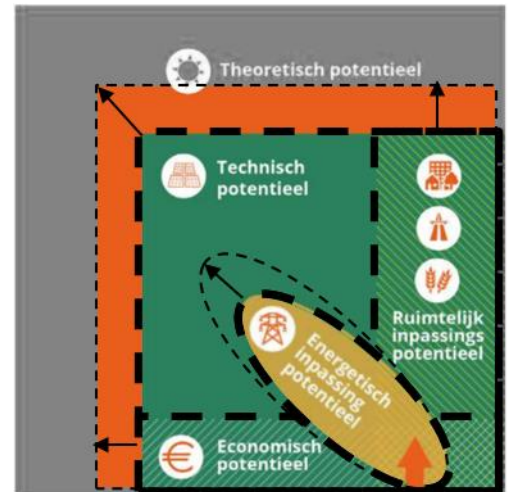 Theoretisch potentieel
Technisch
potentieel
Ruimtelijk
inpassings
potentieel
Energetisch
inpassing
potentieel
€ Economisch
potentieel